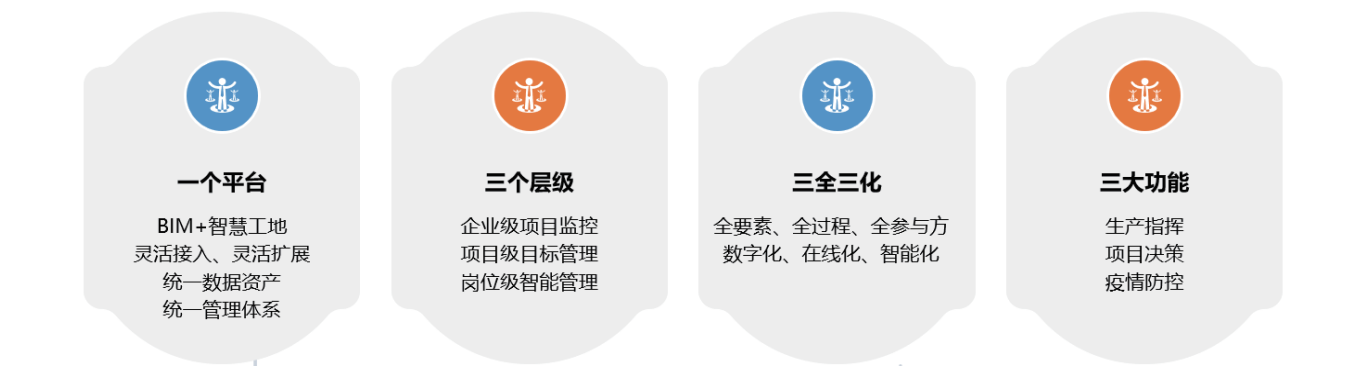 一个平台
BIM+智慧工地
灵活接入、灵活扩展
统一数据资产
统一管理体系
三个层级
企业级项目监控
项目级目标管理
岗位级智能管理
三全三化
全要素、全过程、全参与方
数字化、在线化、智能化
三大功能
生产指挥
项目决策
疫情防控